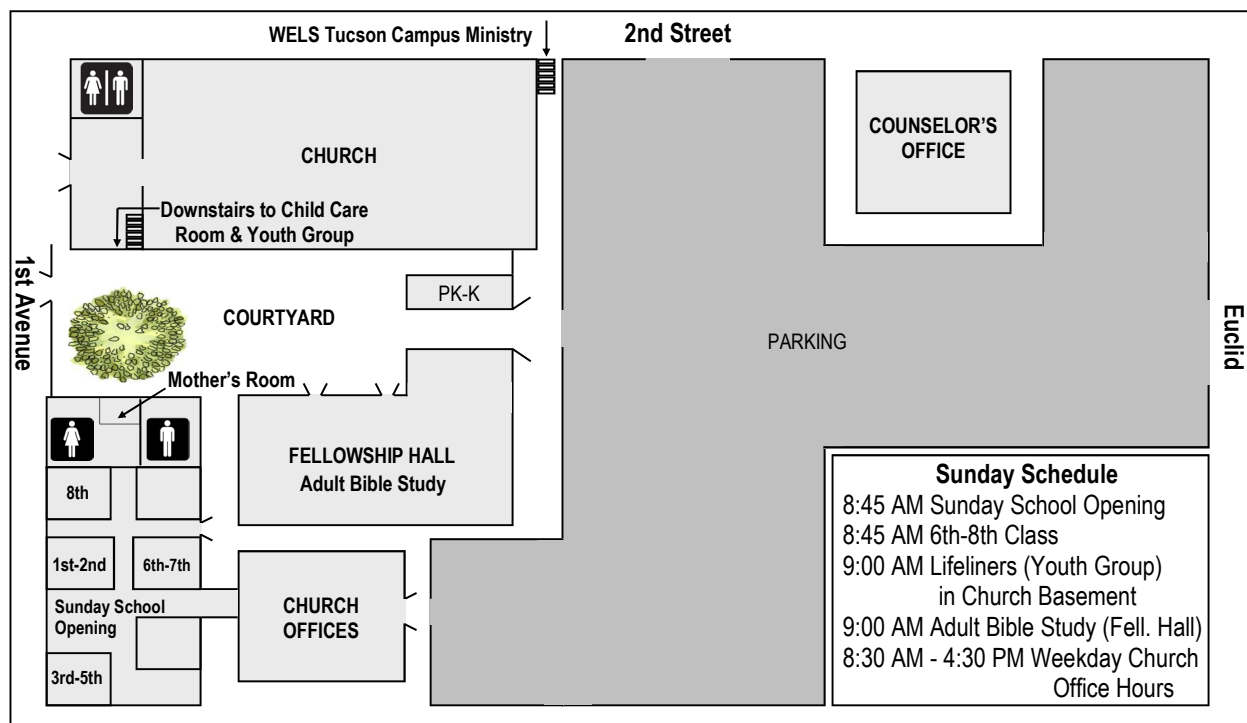 WELS Tucson Campus Ministry
2nd Street
COUNSELOR'S
OFFICE
CHURCH
Downstairs to Child Care
Room & Youth Group
1st Avenue
PK-K
COURTYARD
PARKING
Euclid
Mother's Room
FELLOWSHIP HALL
Adult Bible Study
8th
1st-2nd
6th-7th
Sunday School
Opening
CHURCH
OFFICES
3rd-5th
Sunday Schedule
8:45 AM Sunday School Opening
8:45 AM 6th-8th Class
9:00 AM Lifeliners (Youth Group)
in Church Basement
9:00 AM Adult Bible Study (Fell. Hall)
8:30 AM - 4:30 PM Weekday Church
Office Hours